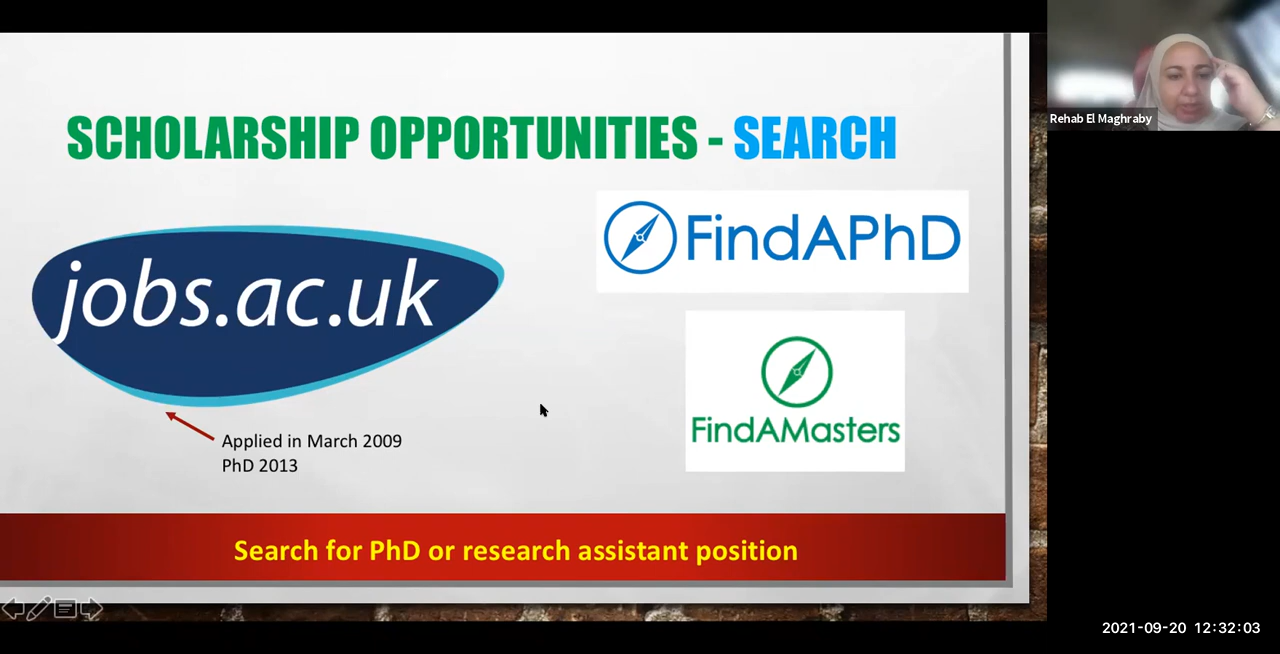 SCHOLARSHIP OPPORTUNITIES - SEARCH
jobs.ac.uk
FindAPhD
FindAMasters
Applied in March 2009
PhD 2013
Search for PhD or research assistant position
Rehab El Maghraby
2021-09-20 12:32:03